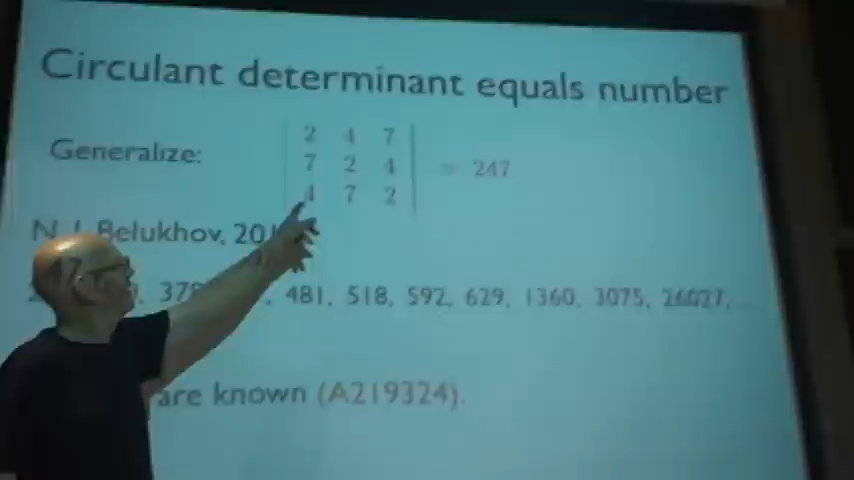 Circulant determinant equals number
Generalize:
2 4 7
7 2 4 = 247
4 7 2
N. I. Belukhov, 20
378, 481, 518, 592, 629, 1360, 3075, 26027, ...
are known (A219324).